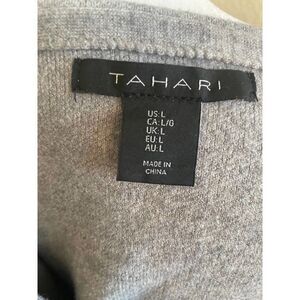 TAHARI
US: L
CA: L/G
UK: L
EU: L
AU: L
MADE IN
CHINA